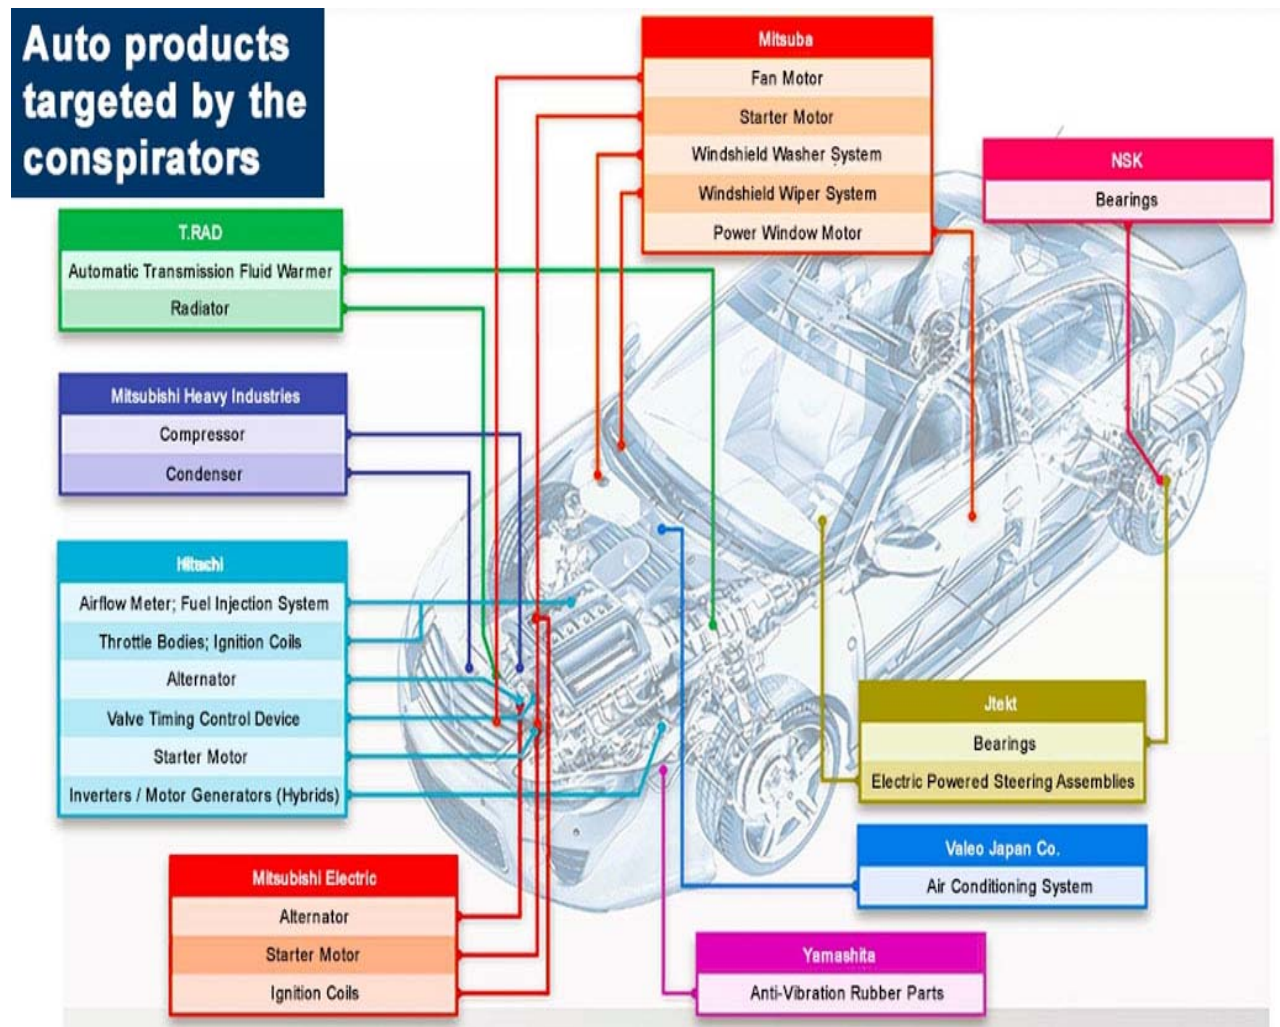 Auto products
targeted by the
conspirators
Mitsuba
Fan Motor
Starter Motor
Windshield Washer System
Windshield Wiper System
Power Window Motor
NSK
Bearings
T.RAD
Automatic Transmission Fluid Warmer
Radiator
Mitsubishi Heavy Industries
Compressor
Condenser
Hitachi
Airflow Meter; Fuel Injection System
Throttle Bodies; Ignition Coils
Alternator
Valve Timing Control Device
Starter Motor
Inverters / Motor Generators (Hybrids)
Jtekt
Bearings
Electric Powered Steering Assemblies
Valeo Japan Co.
Air Conditioning System
Mitsubishi Electric
Alternator
Starter Motor
Ignition Coils
Yamashita
Anti-Vibration Rubber Parts